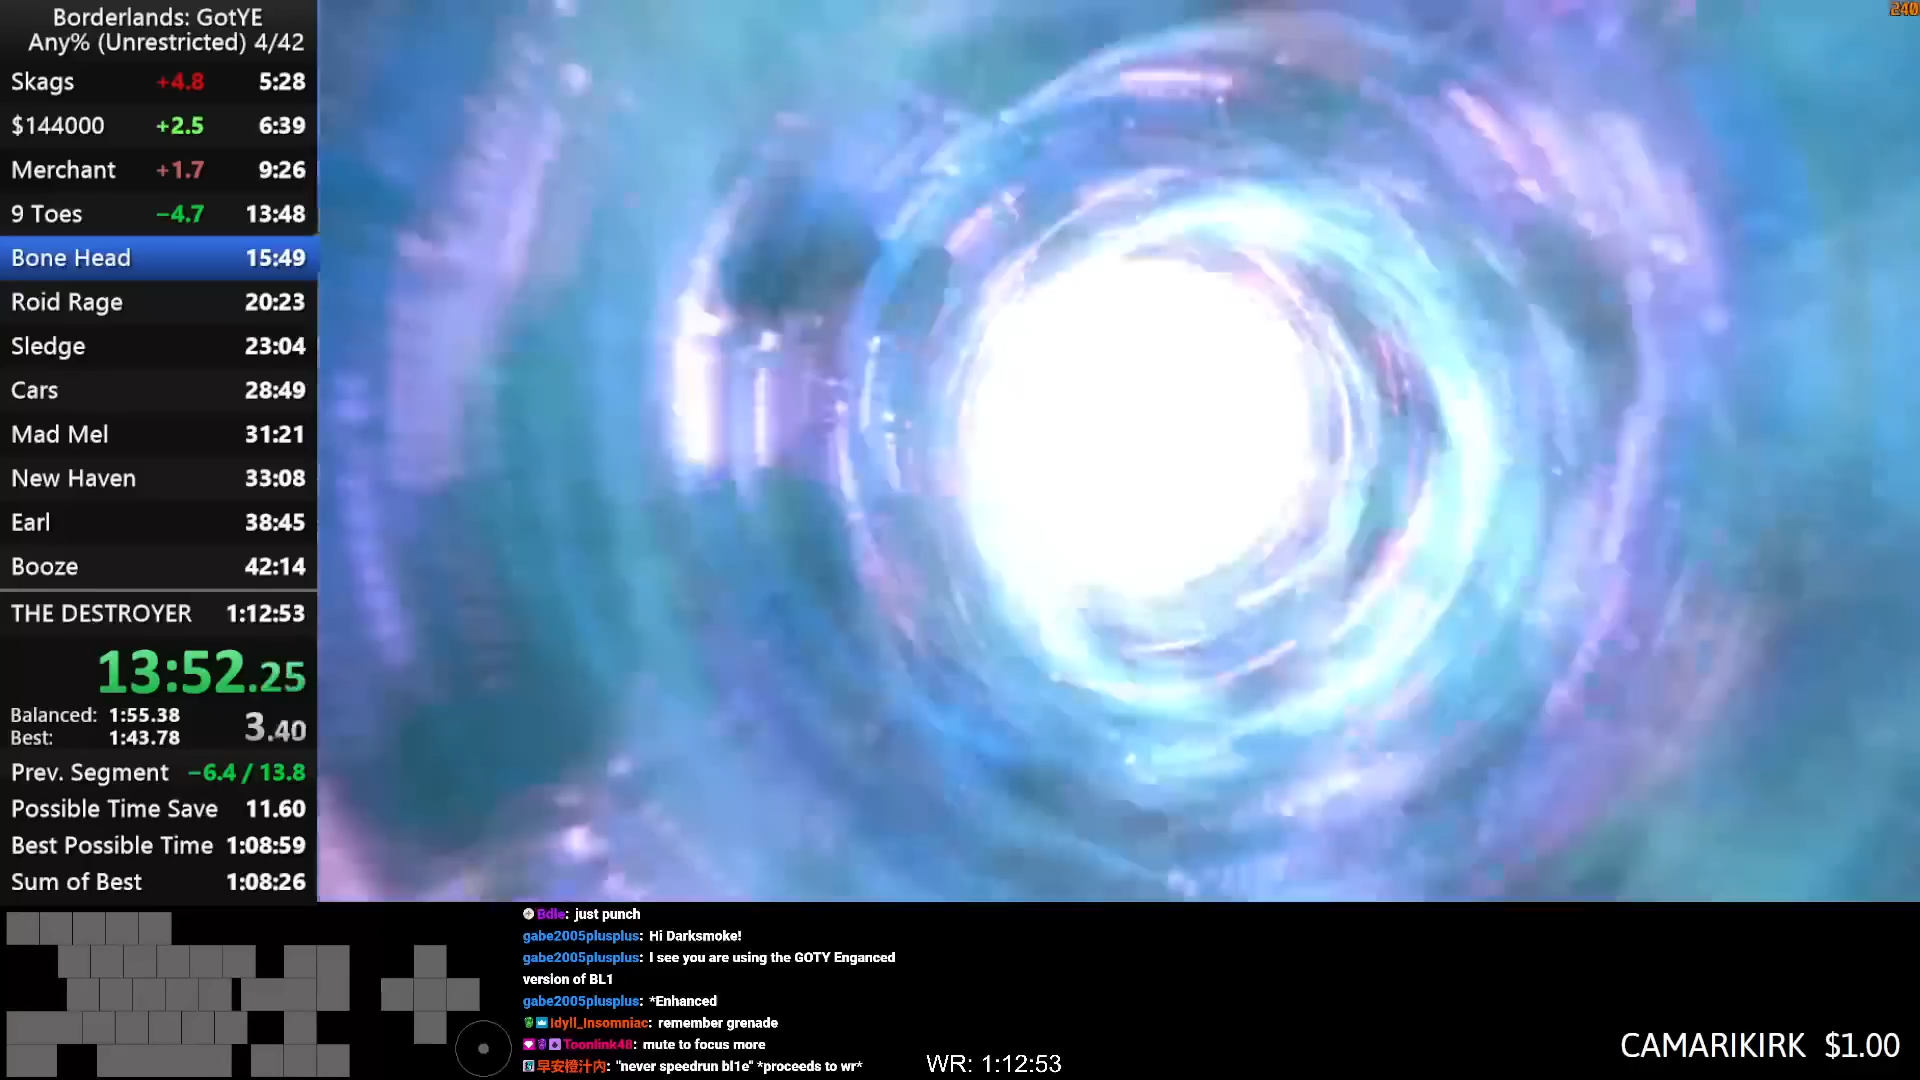 Borderlands: GotYE
Any% (Unrestricted) 4/42
Skags +4.8 5:28
$144000 +2.5 6:39
Merchant +1.7 9:26
9 Toes −4.7 13:48
Bone Head 15:49
Roid Rage 20:23
Sledge 23:04
Cars 28:49
Mad Mel 31:21
New Haven 33:08
Earl 38:45
Booze 42:14
THE DESTROYER 1:12:53
13:52.25
Balanced: 1:55.38
Best: 1:43.78
3.40
Prev. Segment −6.4 / 13.8
Possible Time Save 11.60
Best Possible Time 1:08:59
Sum of Best 1:08:26
240
Bdle: just punch
gabe2005plusplus: Hi Darksmoke!
gabe2005plusplus: I see you are using the GOTY Enganced
version of BL1
gabe2005plusplus: *Enhanced
Idyll_Insomniac: remember grenade
Toonlink48: mute to focus more
早安橙汁內: "never speedrun bl1e" *proceeds to wr*
WR: 1:12:53
CAMARIKIRK $1.00